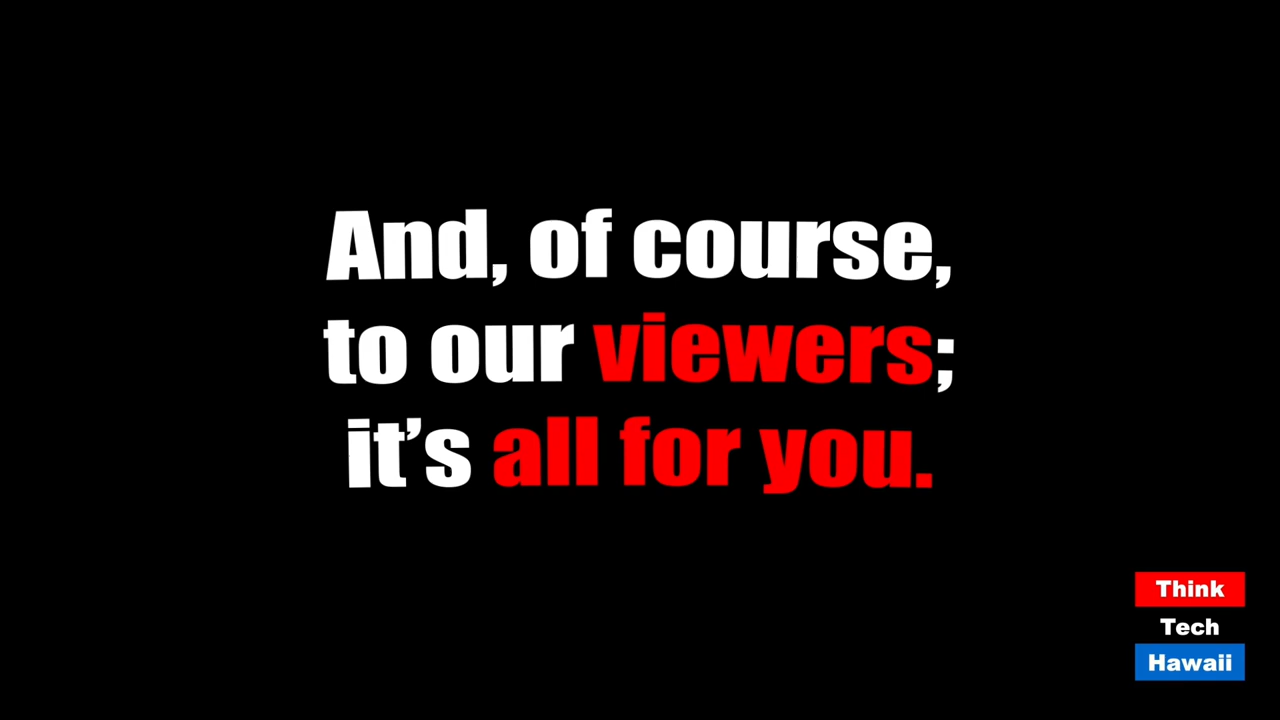 And, of course,
to our viewers;
it’s all for you.
Think
Tech
Hawaii